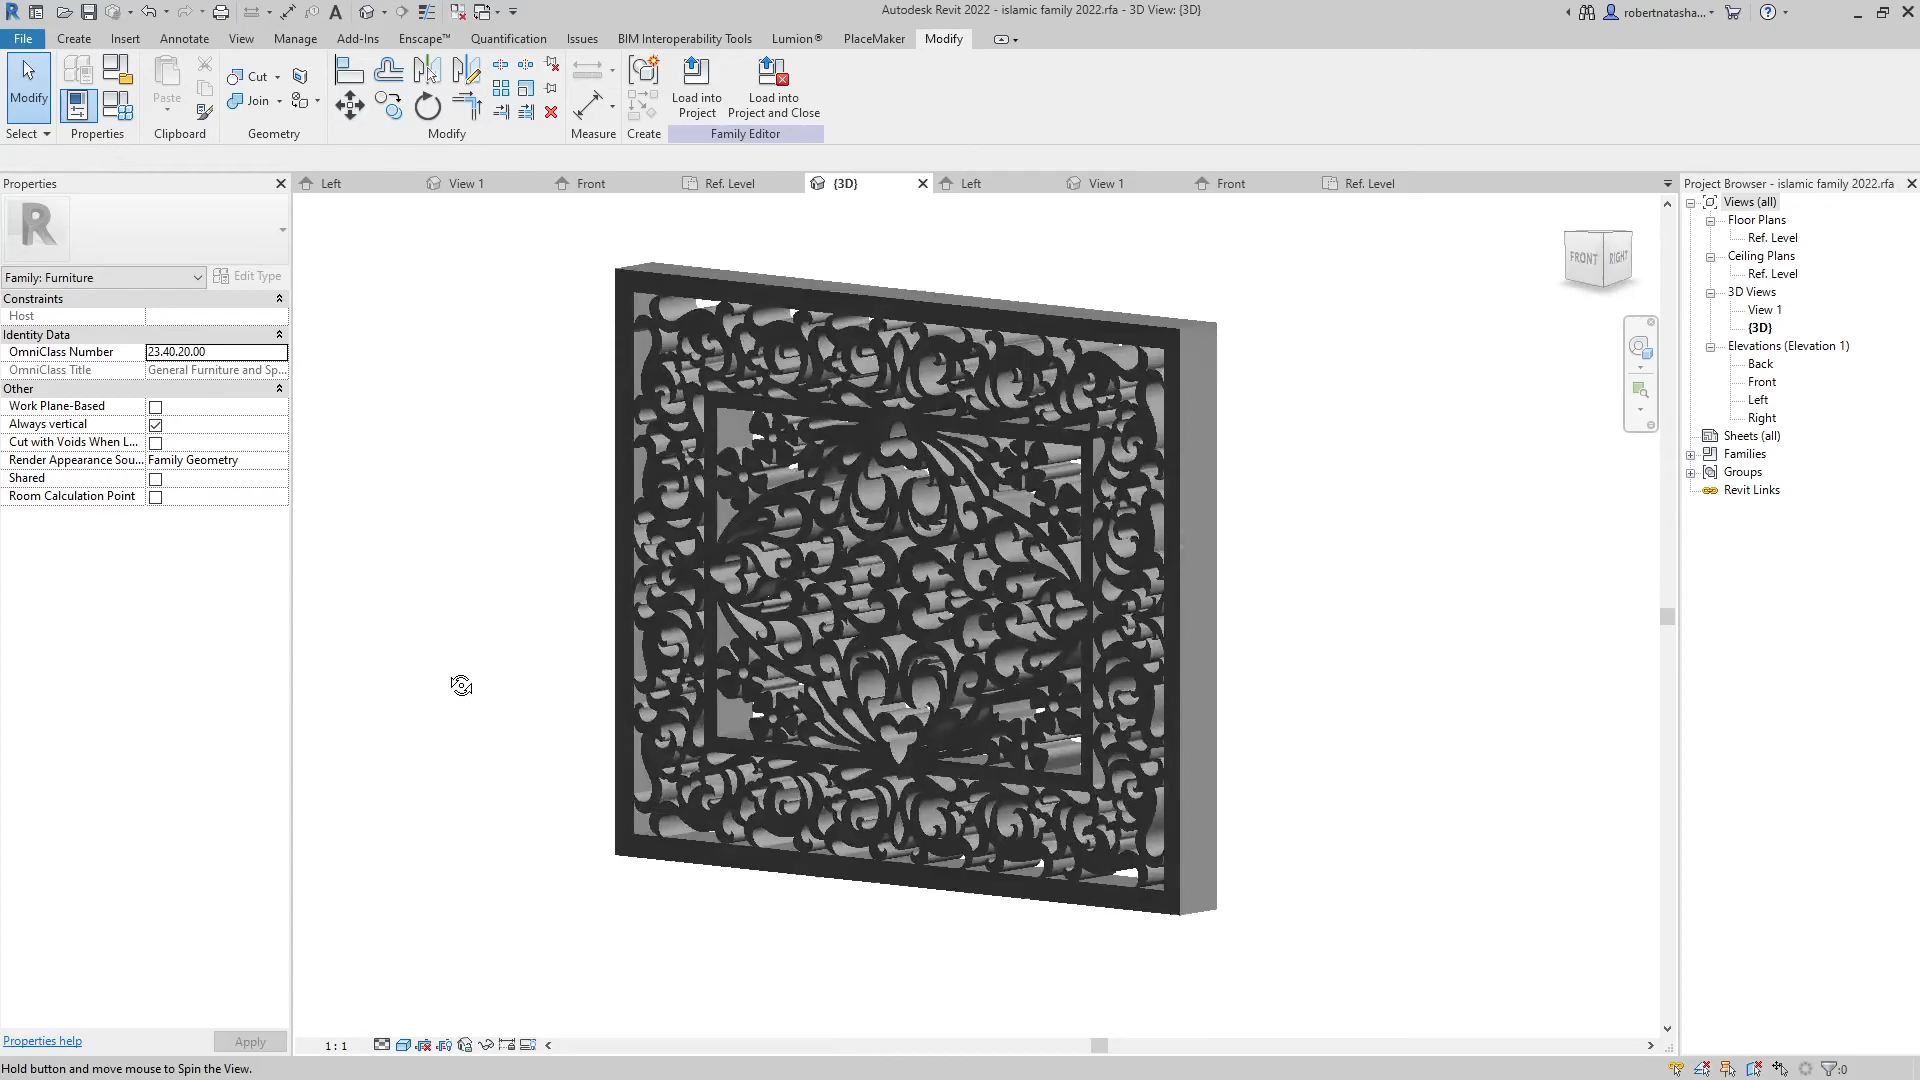 Autodesk Revit 2022 - islamic family 2022.rfa - 3D View: {3D}
robertnatasha...
File
Create
Insert
Annotate
View
Manage
Add-Ins
Enscape™
Quantification
Issues
BIM Interoperability Tools
Lumion®
PlaceMaker
Modify
Modify
Paste
Cut
Join
Load into
Project
Load into
Project and Close
Select
Properties
Clipboard
Geometry
Modify
Measure
Create
Family Editor
Properties
Left
View 1
Front
Ref. Level
{3D}
Left
View 1
Front
Ref. Level
Project Browser - islamic family 2022.rfa
R
Family: Furniture
Edit Type
Constraints
Host
Identity Data
OmniClass Number
23.40.20.00
OmniClass Title
General Furniture and Sp...
Other
Work Plane-Based
Always vertical
Cut with Voids When L...
Render Appearance Sou...
Family Geometry
Shared
Room Calculation Point
FRONT
RIGHT
Views (all)
Floor Plans
Ref. Level
Ceiling Plans
Ref. Level
3D Views
View 1
{3D}
Elevations (Elevation 1)
Back
Front
Left
Right
Sheets (all)
Families
Groups
Revit Links
Properties help
Apply
1 : 1
Hold button and move mouse to Spin the View.
:0